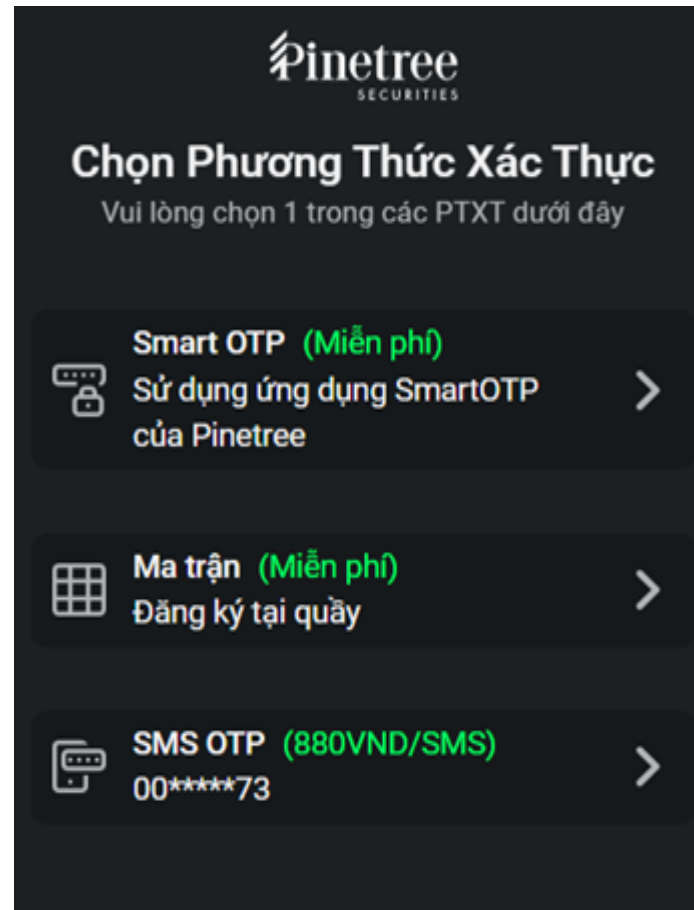 Pinetree
SECURITIES
Chọn Phương Thức Xác Thực
Vui lòng chọn 1 trong các PTXT dưới đây
Smart OTP (Miễn phí)
Sử dụng ứng dụng SmartOTP
của Pinetree
Ma trận (Miễn phí)
Đăng ký tại quầy
SMS OTP (880VND/SMS)
00*****73